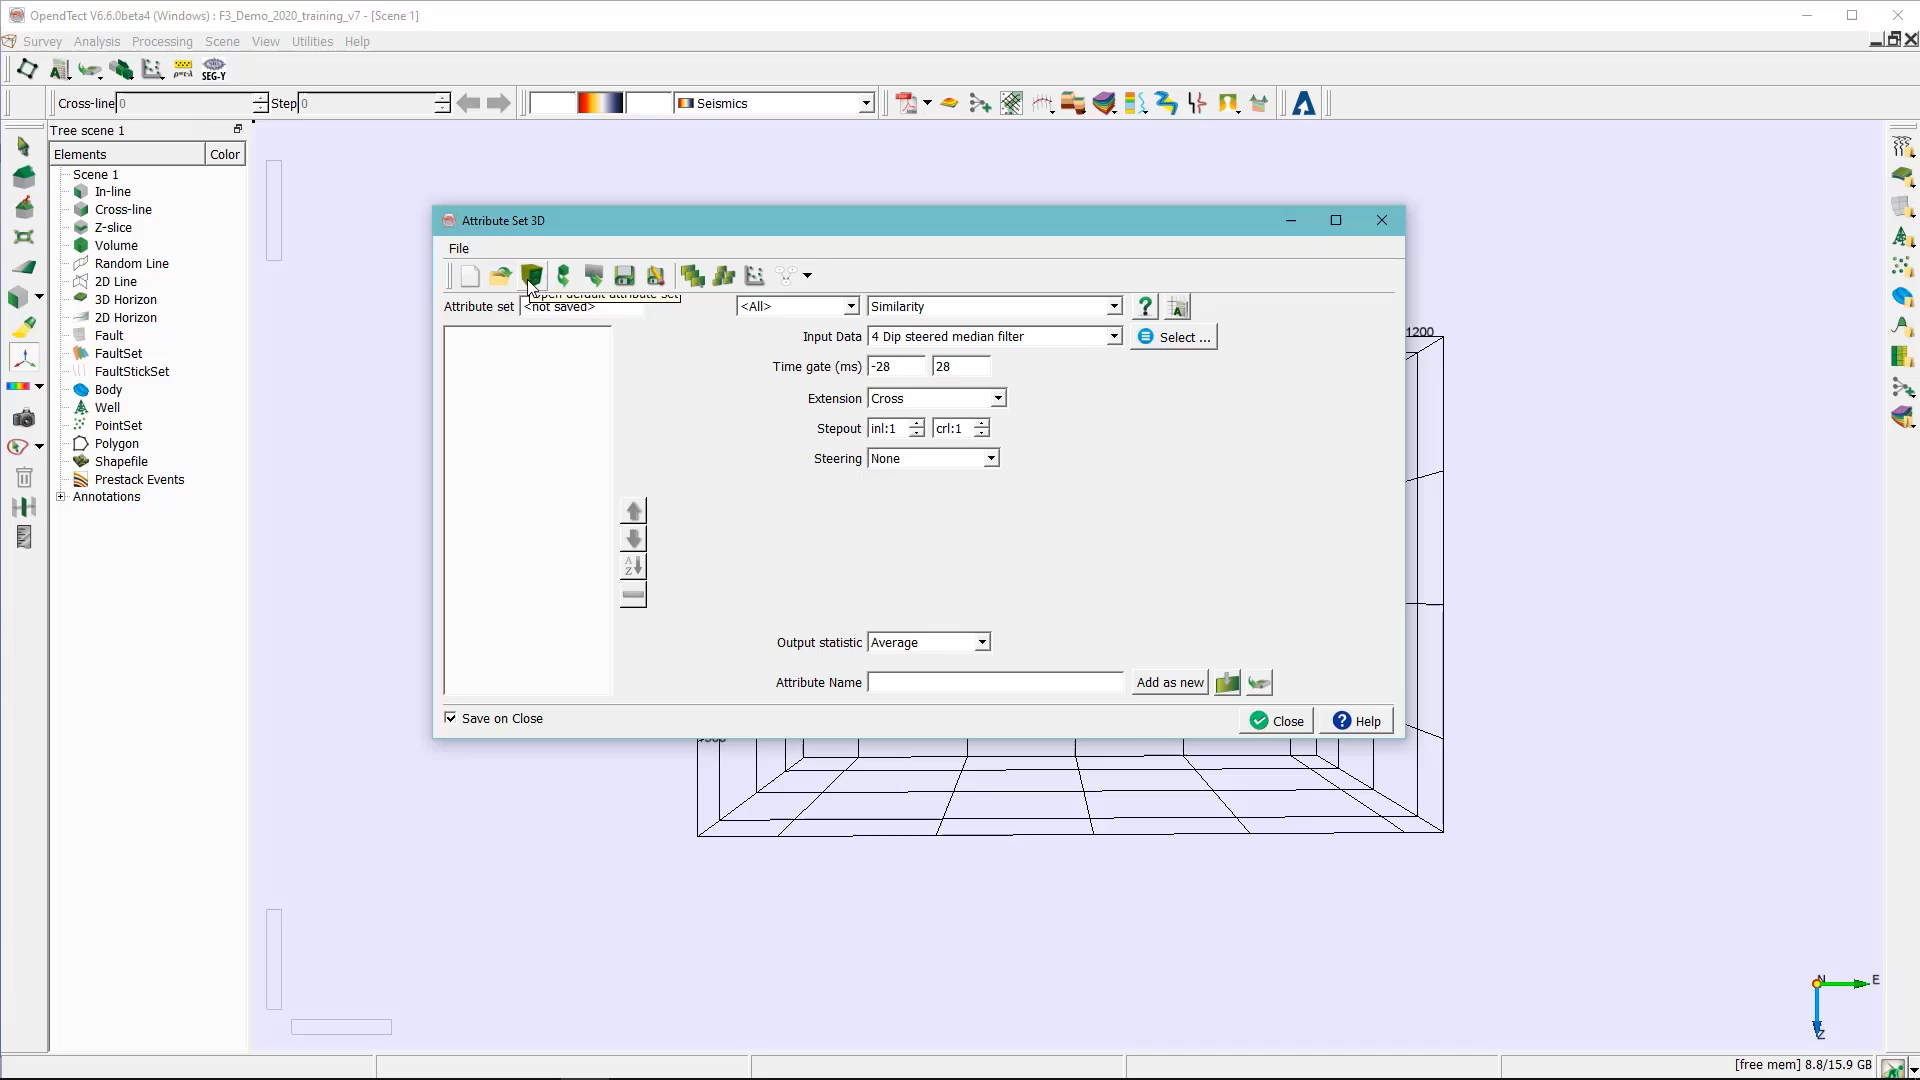 OpendTect V6.6.0beta4 (Windows) : F3_Demo_2020_training_v7 - [Scene 1]
Survey Analysis Processing Scene View Utilities Help
SEG-Y
Cross-line 0 Step 0 Seismics
Tree scene 1
Elements Color
Scene 1
In-line
Cross-line
Z-slice
Volume
Random Line
2D Line
3D Horizon
2D Horizon
Fault
FaultSet
FaultStickSet
Body
Well
PointSet
Polygon
Shapefile
Prestack Events
Annotations
Attribute Set 3D
File
Open default attribute set
Attribute set <not saved> <All> Similarity
Input Data 4 Dip steered median filter Select ...
Time gate (ms) -28 28
Extension Cross
Stepout inl:1 crl:1
Steering None
Output statistic Average
Attribute Name Add as new
Save on Close Close Help
1200
N E
Z
[free mem] 8.8/15.9 GB